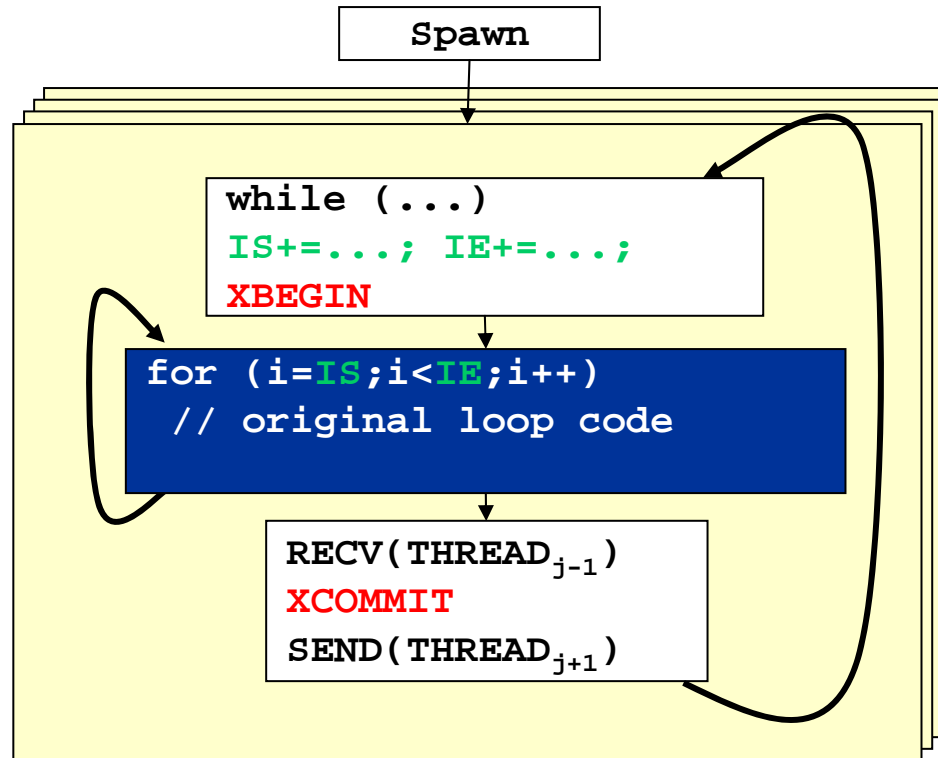 Spawn
while (...)
IS+=...; IE+=...;
XBEGIN
for (i=IS;i<IE;i++)
// original loop code
RECV(THREADj-1)
XCOMMIT
SEND(THREADj+1)